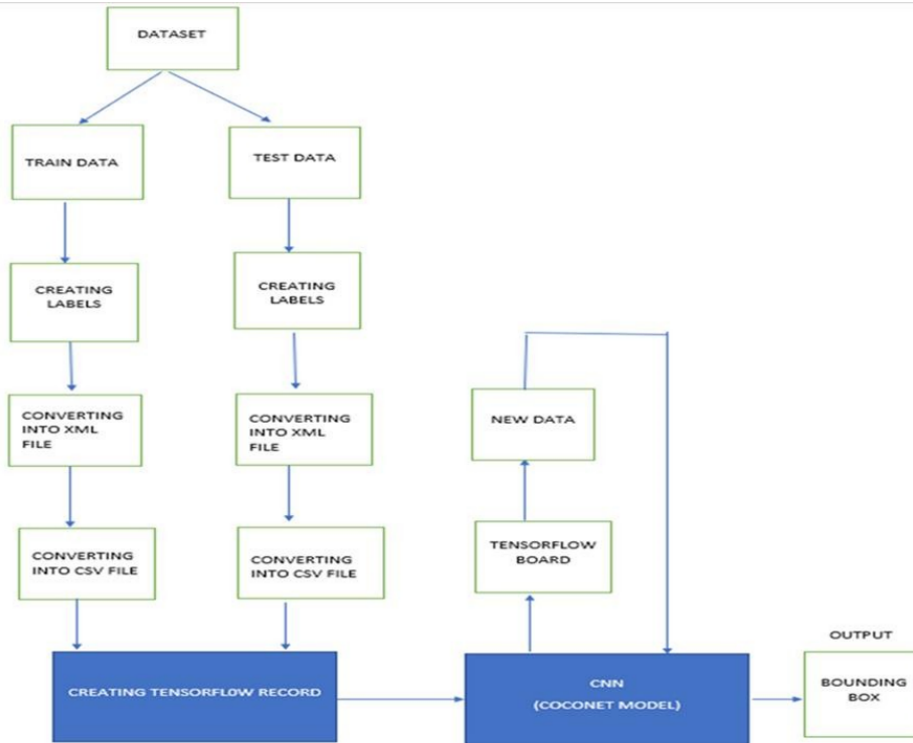 DATASET
TRAIN DATA
TEST DATA
CREATING
LABELS
CREATING
LABELS
CONVERTING
INTO XML
FILE
CONVERTING
INTO XML
FILE
NEW DATA
CONVERTING
INTO CSV FILE
CONVERTING
INTO CSV FILE
TENSORFLOW
BOARD
CREATING TENSORFLOW RECORD
CNN
(COCONET MODEL)
OUTPUT
BOUNDING
BOX